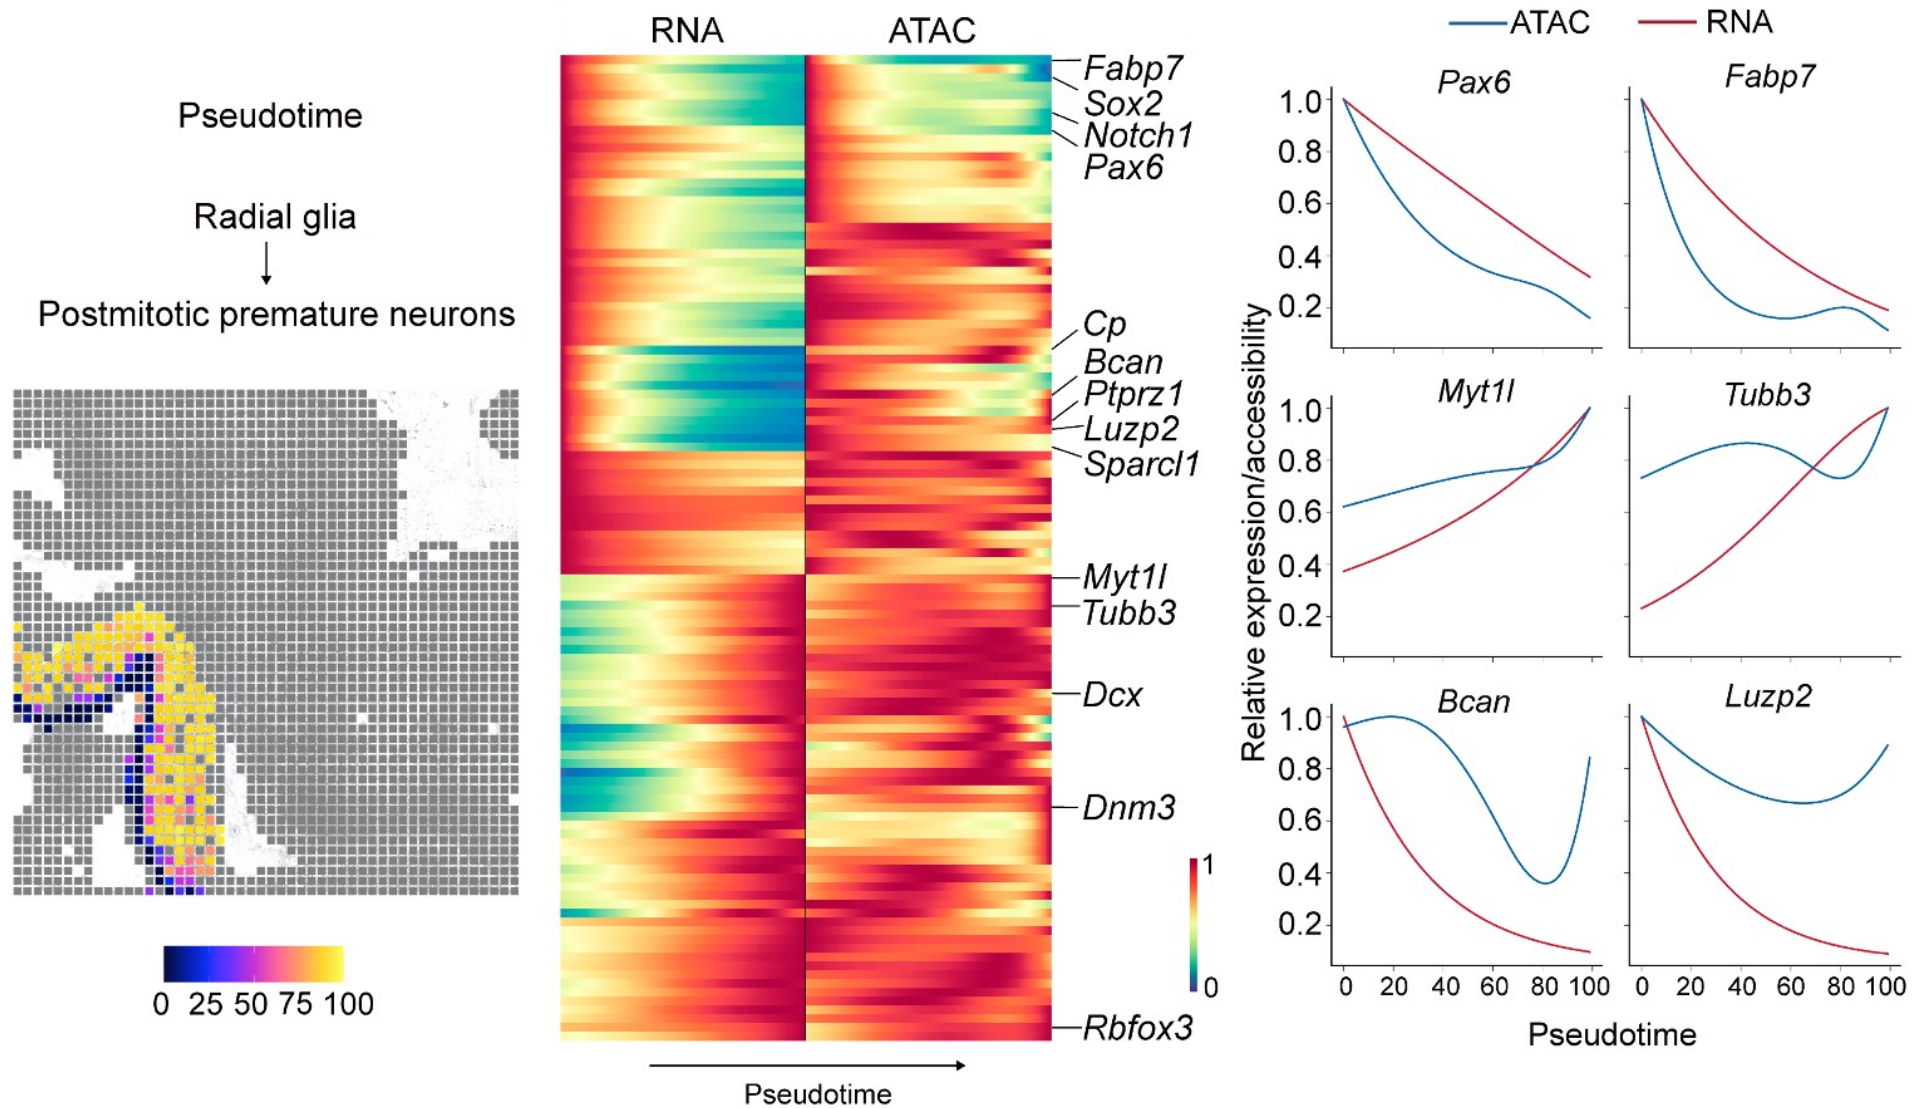 Pseudotime
Radial glia
Postmitotic premature neurons
0 25 50 75 100
RNA ATAC
Fabp7
Sox2
Notch1
Pax6
Cp
Bcan
Ptprz1
Luzp2
Sparcl1
Myt1l
Tubb3
Dcx
Dnm3
Rbfox3
1
0
Pseudotime
ATAC RNA
Relative expression/accessibility
Pax6 Fabp7
1.0
0.8
0.6
0.4
0.2
Myt1l Tubb3
1.0
0.8
0.6
0.4
0.2
Bcan Luzp2
1.0
0.8
0.6
0.4
0.2
0 20 40 60 80 100 0 20 40 60 80 100
Pseudotime